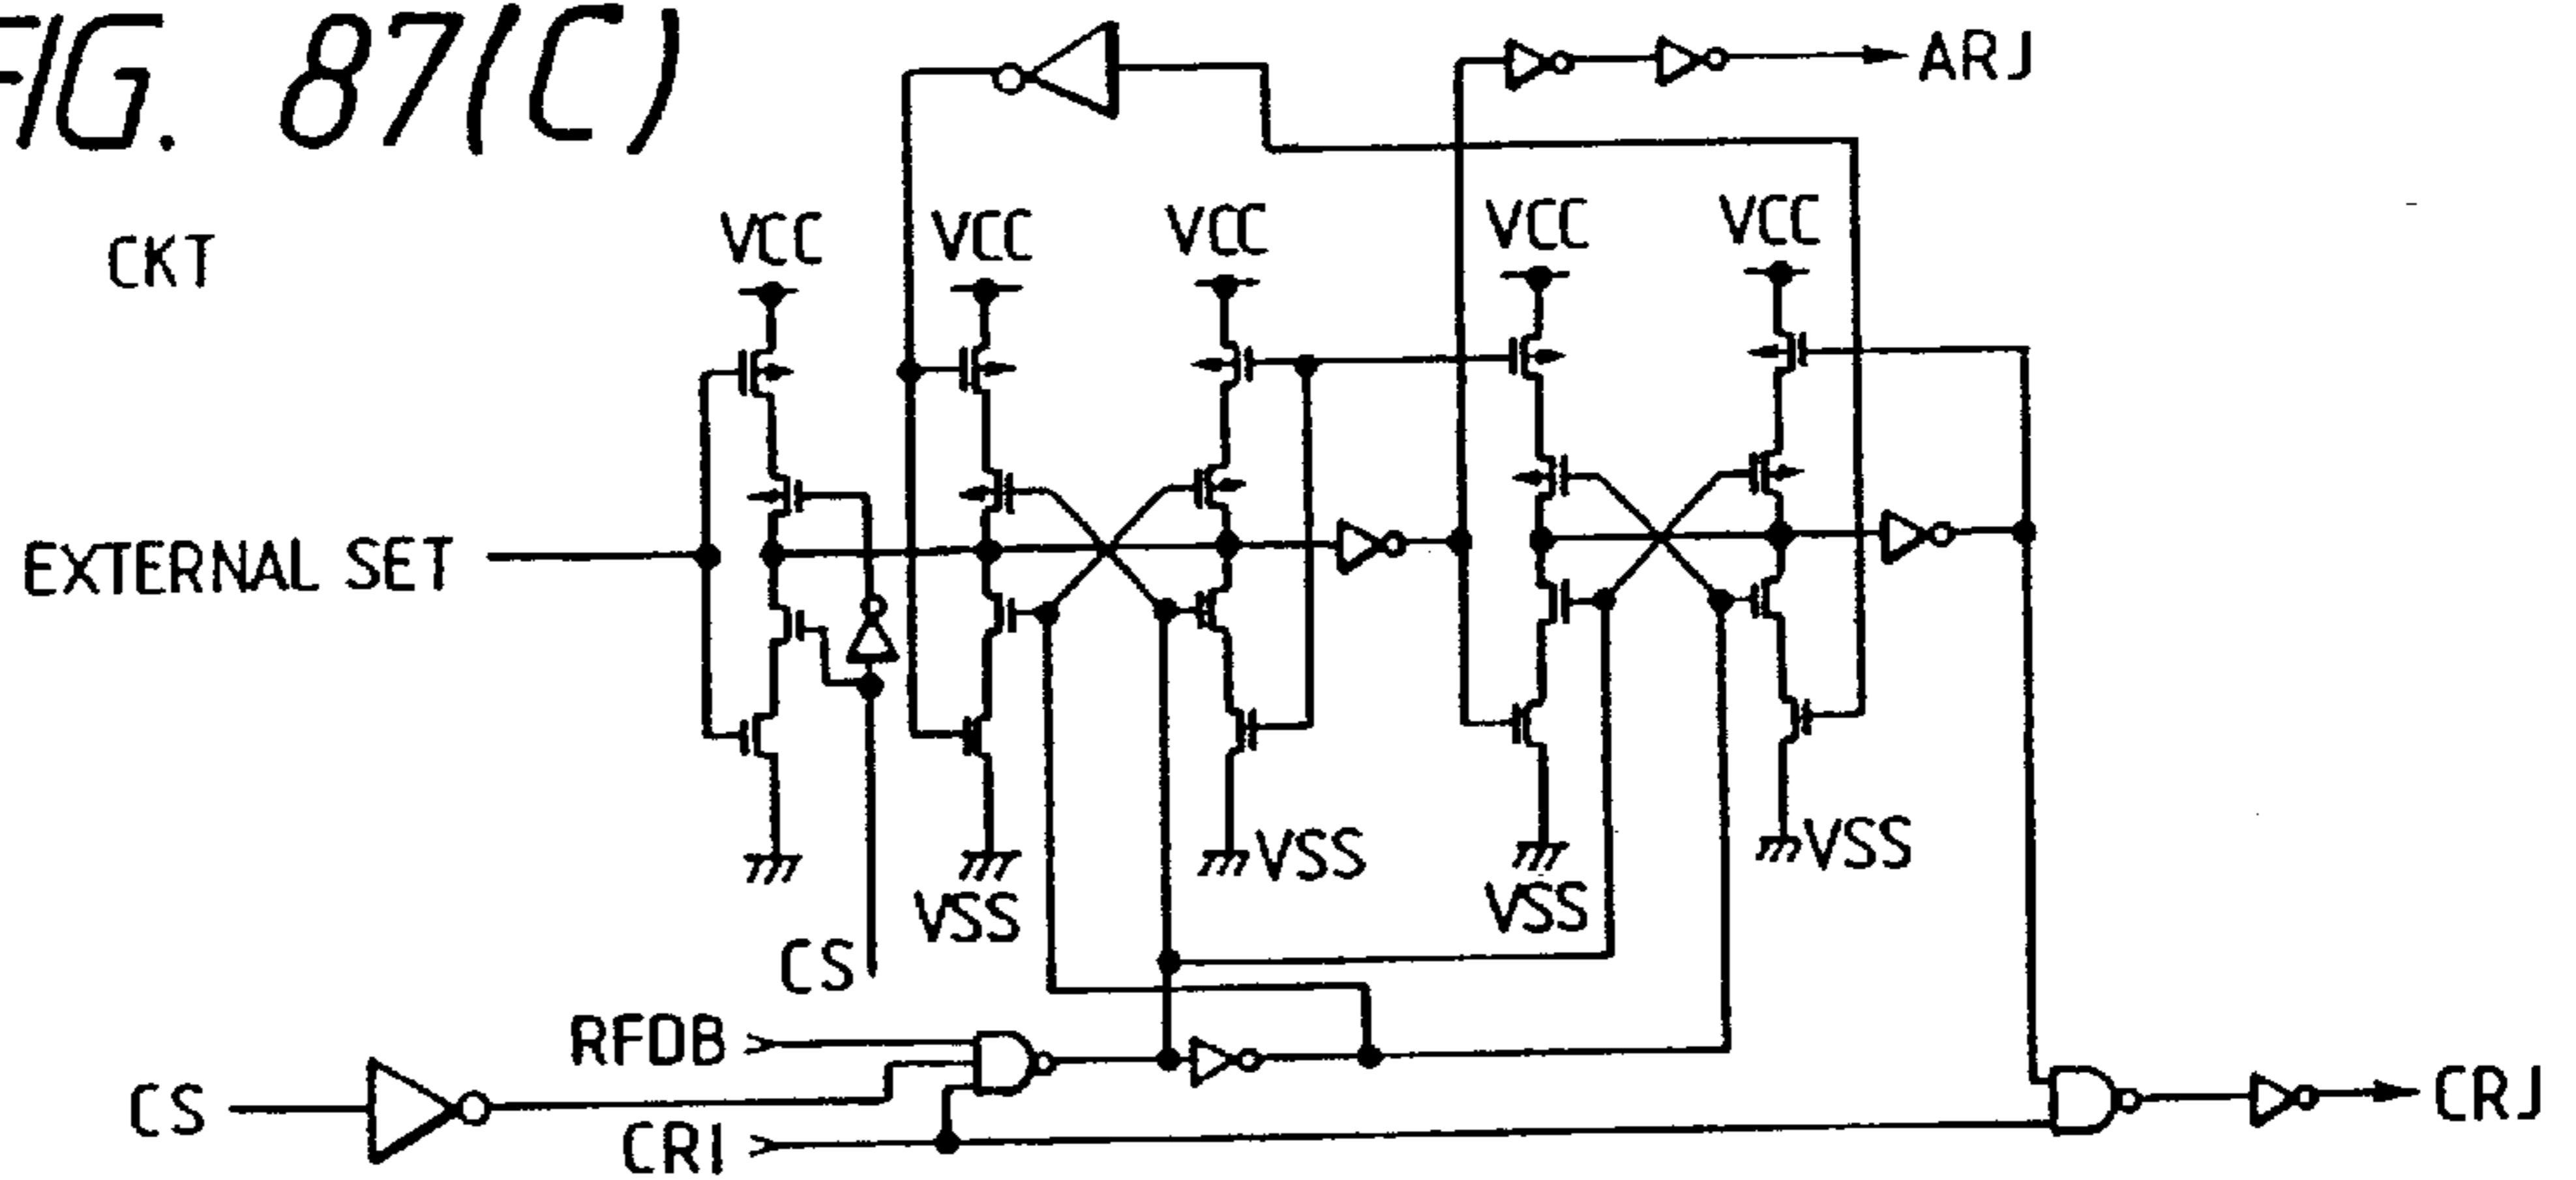 FIG. 87(C)
ARJ
CKT
VCC VCC VCC VCC VCC
EXTERNAL SET
VSS VSS VSS VSS
CS
RFDB
CS
CRI
CRJ